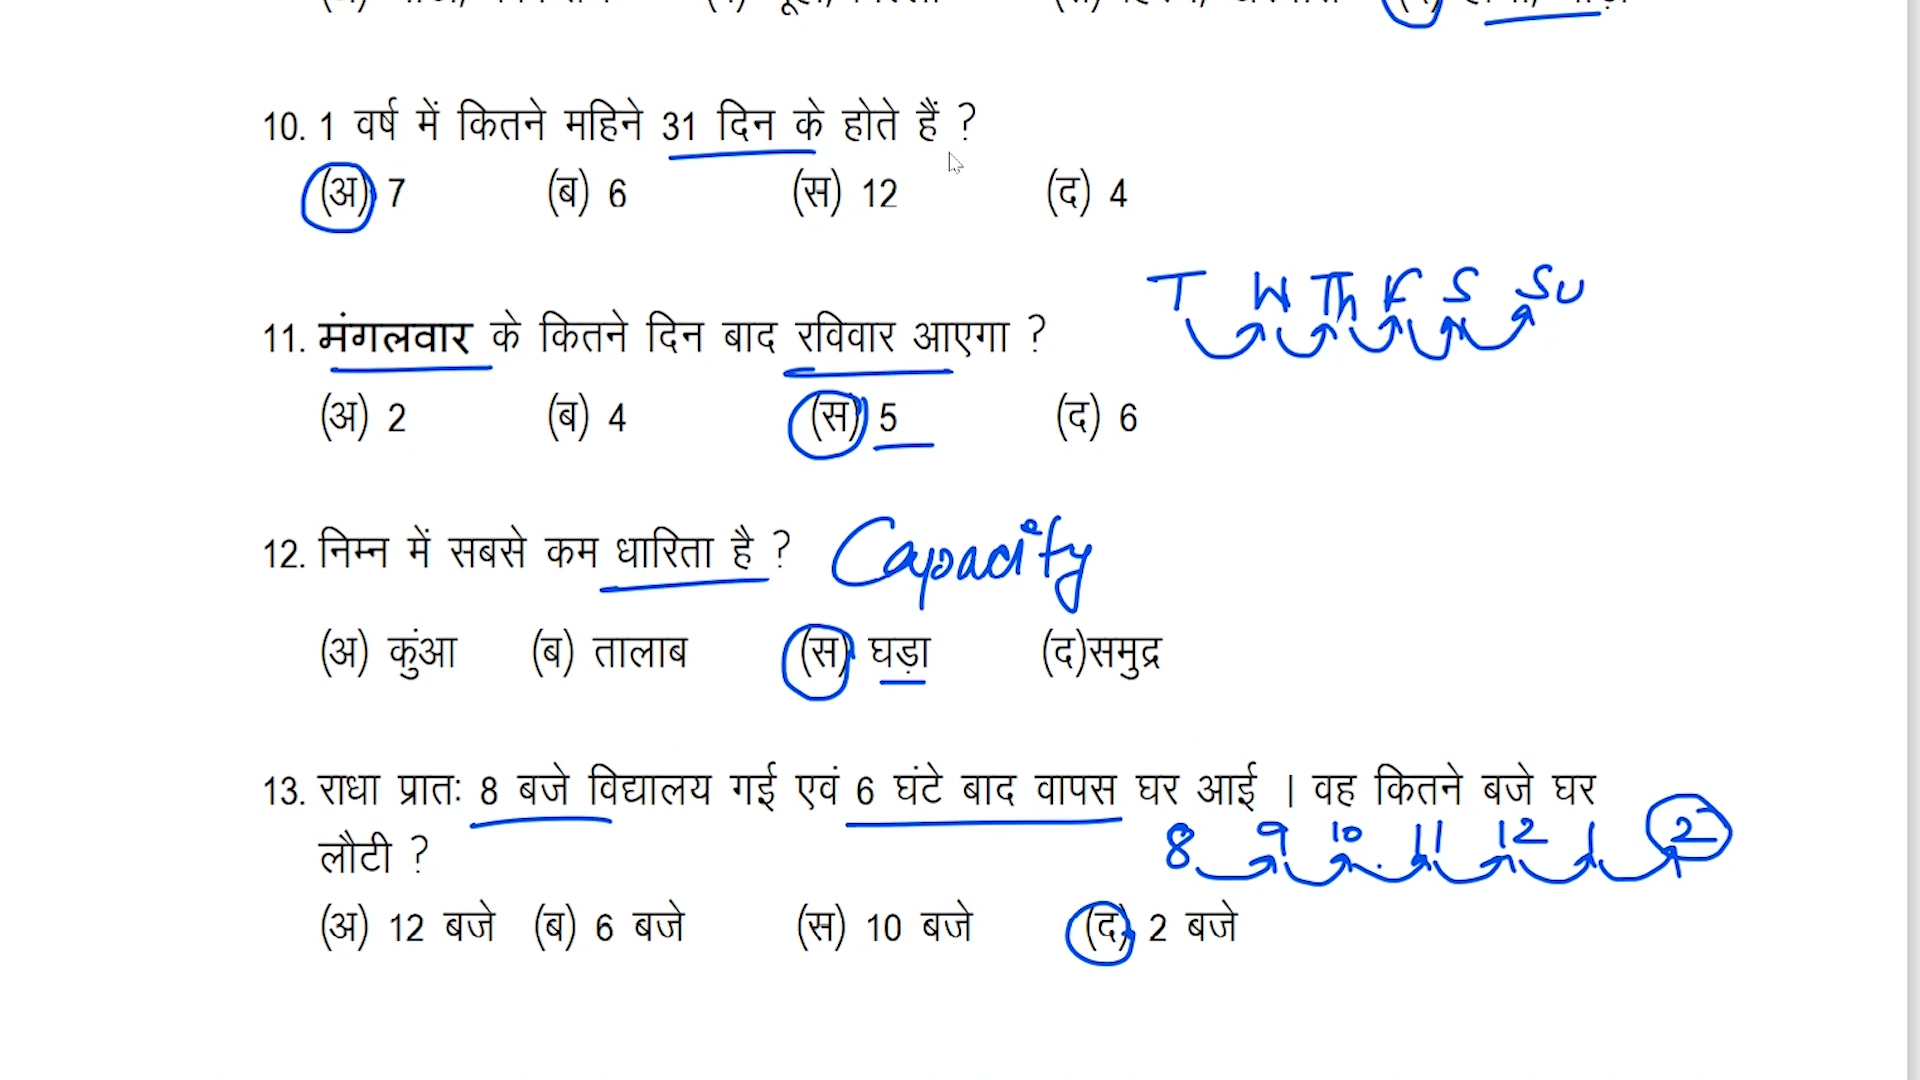 10. 1 वर्ष में कितने महिने 31 दिन के होते हैं ?
(अ) 7 (ब) 6 (स) 12 (द) 4
T W Th F S SU
11. मंगलवार के कितने दिन बाद रविवार आएगा ?
(अ) 2 (ब) 4 (स) 5 (द) 6
12. निम्न में सबसे कम धारिता है ? Capacity
(अ) कुंआ (ब) तालाब (स) घड़ा (द)समुद्र
13. राधा प्रातः 8 बजे विद्यालय गई एवं 6 घंटे बाद वापस घर आई । वह कितने बजे घर
लौटी ? 8 9 10 11 12 1 2
(अ) 12 बजे (ब) 6 बजे (स) 10 बजे (द) 2 बजे